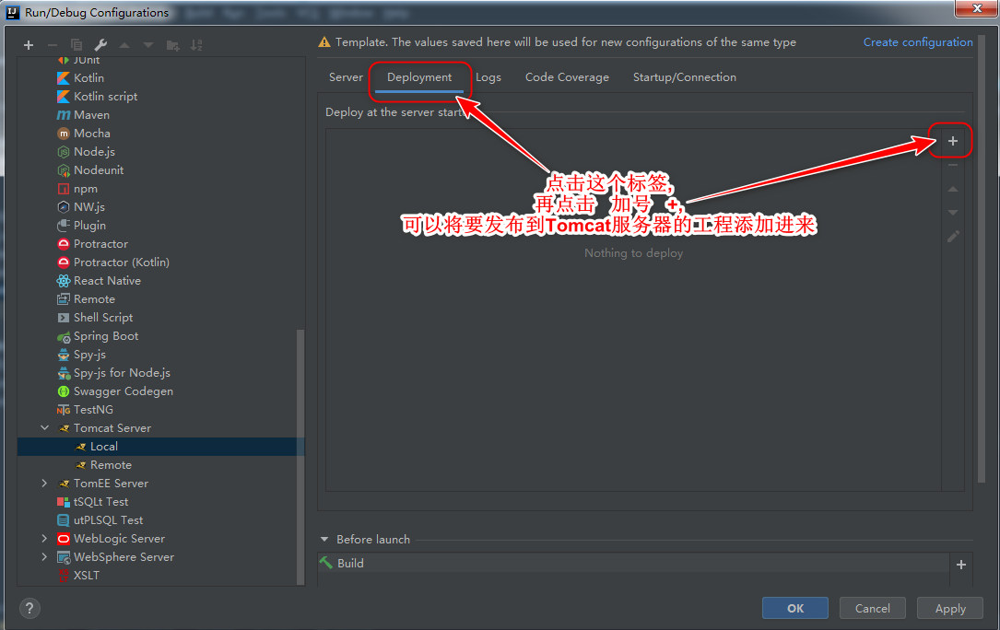 Run/Debug Configurations
Template. The values saved here will be used for new configurations of the same type
Create configuration
JUnit
Kotlin
Kotlin script
Maven
Mocha
Node.js
Nodeunit
npm
NW.js
Plugin
Protractor
Protractor (Kotlin)
React Native
Remote
Shell Script
Spring Boot
Spy-js
Spy-js for Node.js
Swagger Codegen
TestNG
Tomcat Server
Local
Remote
TomEE Server
tSQLt Test
utPLSQL Test
WebLogic Server
WebSphere Server
XSLT
Server
Deployment
Logs
Code Coverage
Startup/Connection
Deploy at the server start
点击这个标签,
再点击 加号 +,
可以将要发布到Tomcat服务器的工程添加进来
Nothing to deploy
Before launch
Build
?
OK
Cancel
Apply